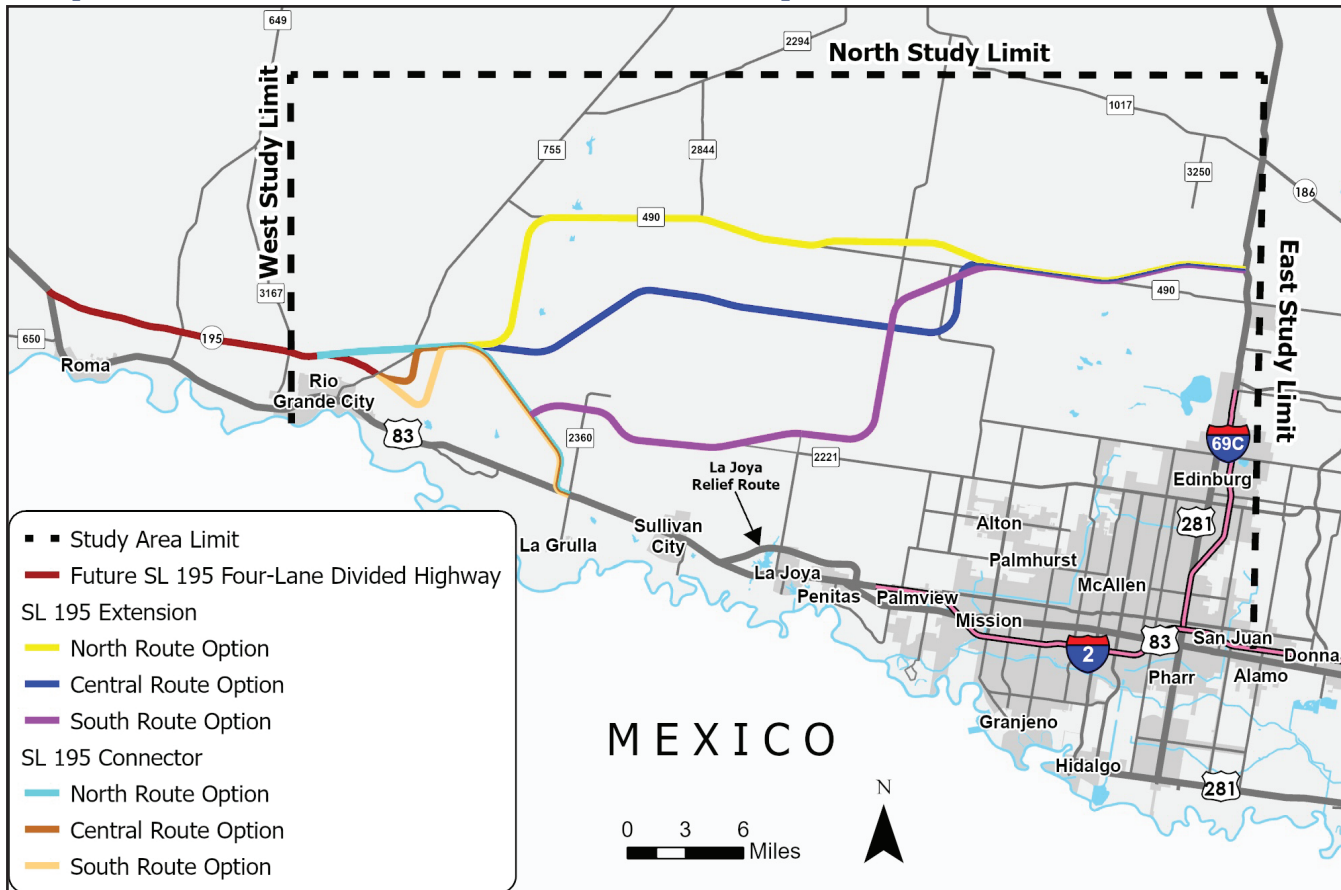 649
2294
North Study Limit
1017
West Study Limit
755
2844
3250
186
490
3167
East Study Limit
490
195
650
Roma
Rio
Grande City
83
2360
2221
69C
La Joya
Relief Route
Edinburg
281
Alton
Sullivan
City
La Grulla
Palmhurst
La Joya
McAllen
Penitas
Palmview
Mission
83
San Juan
2
Donna
Pharr
Alamo
Granjeno
MEXICO
Hidalgo
281
N
0 3 6
Miles
Study Area Limit
Future SL 195 Four-Lane Divided Highway
SL 195 Extension
North Route Option
Central Route Option
South Route Option
SL 195 Connector
North Route Option
Central Route Option
South Route Option